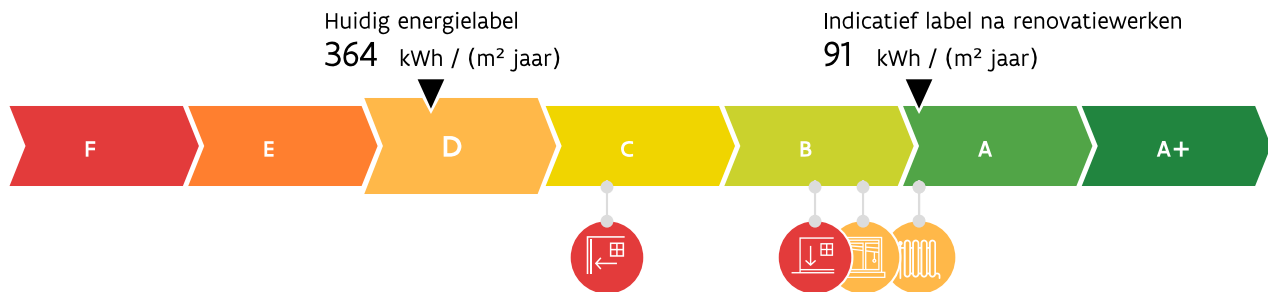 Huidig energielabel
364 kWh / (m² jaar)
Indicatief label na renovatiewerken
91 kWh / (m² jaar)
F E D C B A A+